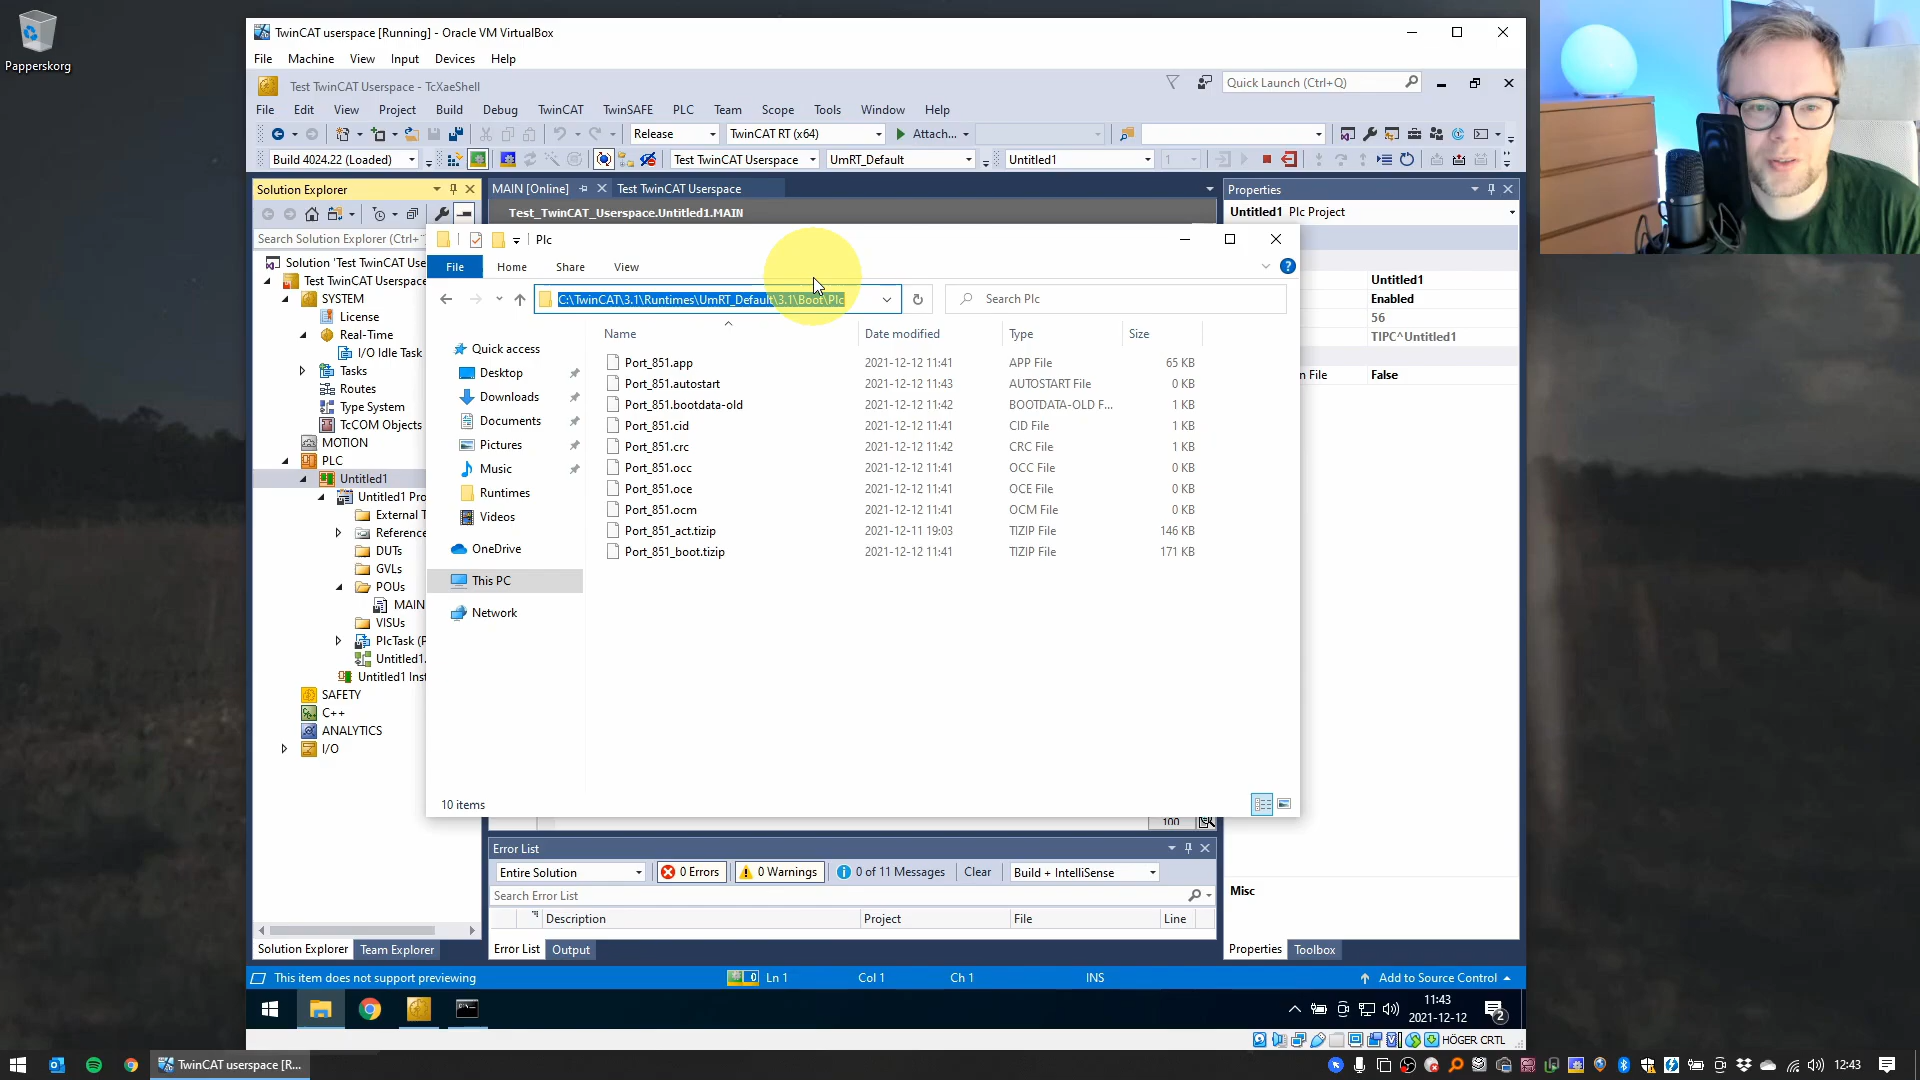 Papperskorg
TwinCAT userspace [Running] - Oracle VM VirtualBox
File Machine View Input Devices Help
Test TwinCAT Userspace - TcXaeShell
Quick Launch (Ctrl+Q)
File Edit View Project Build Debug TwinCAT TwinSAFE PLC Team Scope Tools Window Help
Release TwinCAT RT (x64) Attach...
Build 4024.22 (Loaded) Test TwinCAT Userspace UmRT_Default Untitled1 1
Solution Explorer
MAIN [Online] Test TwinCAT Userspace
Properties
Test_TwinCAT_Userspace.Untitled1.MAIN
Untitled1 Plc Project
Search Solution Explorer (Ctrl+
Solution 'Test TwinCAT Use
Test TwinCAT Userspace
SYSTEM
License
Real-Time
I/O Idle Task
Tasks
Routes
Type System
TcCOM Objects
MOTION
PLC
Untitled1
Untitled1 Pro
External T
Reference
DUTs
GVLs
POUs
MAIN
VISUs
PlcTask (P
Untitled1.
Untitled1 Inst
SAFETY
C++
ANALYTICS
I/O
Plc
File Home Share View
C:\TwinCAT\3.1\Runtimes\UmRT_Default\3.1\Boot\Plc
Search Plc
Quick access
Desktop
Downloads
Documents
Pictures
Music
Runtimes
Videos
OneDrive
This PC
Network
Name Date modified Type Size
Port_851.app 2021-12-12 11:41 APP File 65 KB
Port_851.autostart 2021-12-12 11:43 AUTOSTART File 0 KB
Port_851.bootdata-old 2021-12-12 11:42 BOOTDATA-OLD F... 1 KB
Port_851.cid 2021-12-12 11:41 CID File 1 KB
Port_851.crc 2021-12-12 11:42 CRC File 1 KB
Port_851.occ 2021-12-12 11:41 OCC File 0 KB
Port_851.oce 2021-12-12 11:41 OCE File 0 KB
Port_851.ocm 2021-12-12 11:41 OCM File 0 KB
Port_851_act.tizip 2021-12-11 19:03 TIZIP File 146 KB
Port_851_boot.tizip 2021-12-12 11:41 TIZIP File 171 KB
10 items
Untitled1
Enabled
56
TIPC^Untitled1
n File False
Misc
100
Error List
Entire Solution 0 Errors 0 Warnings 0 of 11 Messages Clear Build + IntelliSense
Search Error List
Description Project File Line
Solution Explorer Team Explorer
Error List Output
Properties Toolbox
This item does not support previewing 0 Ln 1 Col 1 Ch 1 INS Add to Source Control
11:43
2021-12-12
2
HÖGER CRTL
TwinCAT userspace [R...
12:43